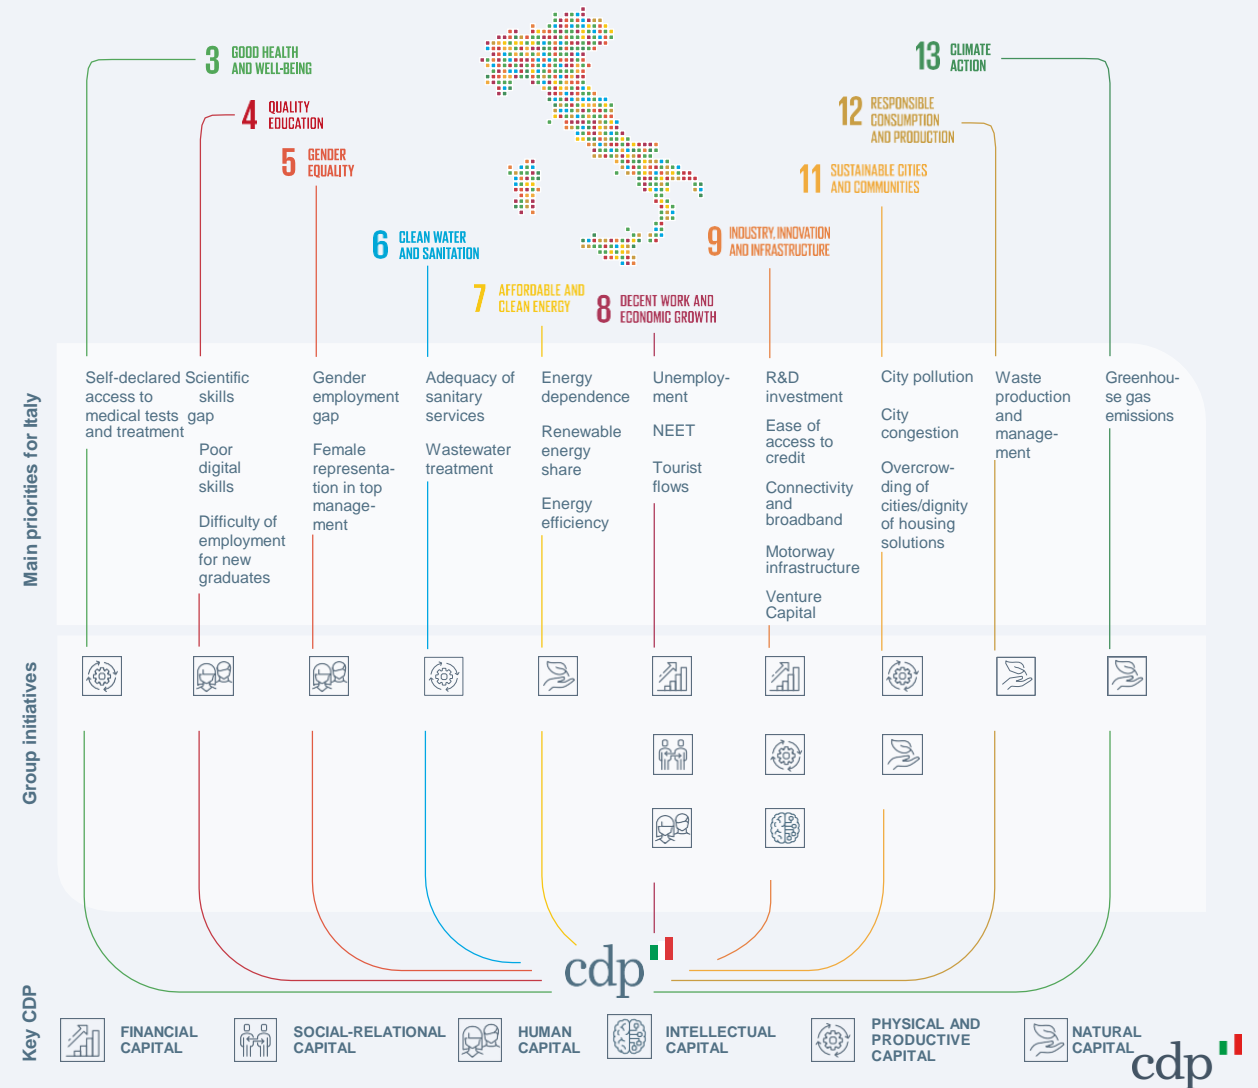 3 GOOD HEALTH
AND WELL-BEING
4 QUALITY
EDUCATION
5 GENDER
EQUALITY
6 CLEAN WATER
AND SANITATION
7 AFFORDABLE AND
CLEAN ENERGY
8 DECENT WORK AND
ECONOMIC GROWTH
9 INDUSTRY, INNOVATION
AND INFRASTRUCTURE
11 SUSTAINABLE CITIES
AND COMMUNITIES
12 RESPONSIBLE
CONSUMPTION
AND PRODUCTION
13 CLIMATE
ACTION
Main priorities for Italy
Self-declared
access to
medical tests
and treatment
Scientific
skills
gap
Poor
digital
skills
Difficulty of
employment
for new
graduates
Gender
employment
gap
Female
representa-
tion in top
manage-
ment
Adequacy of
sanitary
services
Wastewater
treatment
Energy
dependence
Renewable
energy
share
Energy
efficiency
Unemploy-
ment
NEET
Tourist
flows
R&D
investment
Ease of
access to
credit
Connectivity
and
broadband
Motorway
infrastructure
Venture
Capital
City pollution
City
congestion
Overcrow-
ding of
cities/dignity
of housing
solutions
Waste
production
and
manage-
ment
Greenhou-
se gas
emissions
Group initiatives
cdp
Key CDP
FINANCIAL
CAPITAL
SOCIAL-RELATIONAL
CAPITAL
HUMAN
CAPITAL
INTELLECTUAL
CAPITAL
PHYSICAL AND
PRODUCTIVE
CAPITAL
NATURAL
CAPITAL
cdp